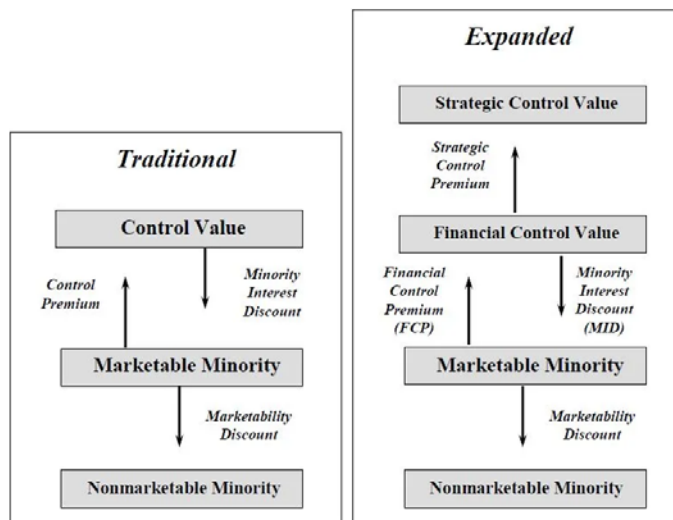 Traditional
Control Value
Control
Premium
Minority
Interest
Discount
Marketable Minority
Marketability
Discount
Nonmarketable Minority
Expanded
Strategic Control Value
Strategic
Control
Premium
Financial Control Value
Financial
Control
Premium
(FCP)
Minority
Interest
Discount
(MID)
Marketable Minority
Marketability
Discount
Nonmarketable Minority